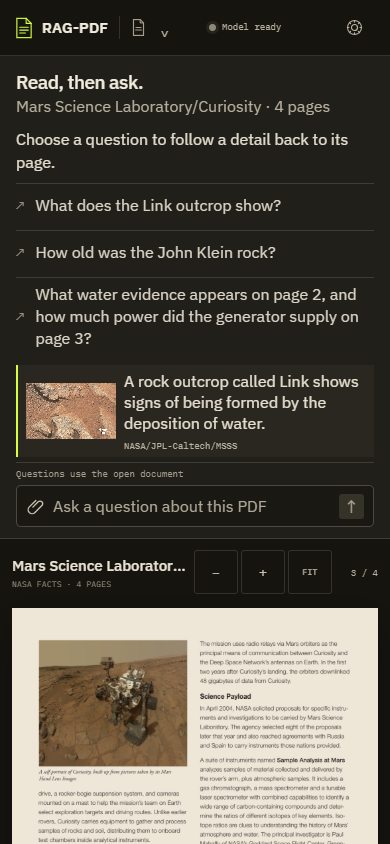 RAG-PDF
Model ready
Read, then ask.
Mars Science Laboratory/Curiosity · 4 pages
Choose a question to follow a detail back to its
page.
↗ What does the Link outcrop show?
↗ How old was the John Klein rock?
What water evidence appears on page 2, and
↗ how much power did the generator supply on
page 3?
A rock outcrop called Link shows
signs of being formed by the
deposition of water.
NASA/JPL-Caltech/MSSS
Questions use the open document
Ask a question about this PDF
Mars Science Laborator...
NASA FACTS · 4 PAGES
− + FIT 3 / 4
A self-portrait of Curiosity, built up from pictures taken by its Mars
Hand Lens Imager
drive, a rocker-bogie suspension system, and cameras
mounted on a mast to help the mission's team on Earth
select exploration targets and driving routes. Unlike earlier
rovers, Curiosity carries equipment to gather and process
samples of rocks and soil, distributing them to onboard
test chambers inside analytical instruments.
The mission uses radio relays via Mars orbiters as the
principal means of communication between Curiosity and
the Deep Space Network's antennas on Earth. In the first
two years after Curiosity's landing, the orbiters downlinked
48 gigabytes of data from Curiosity.
Science Payload
In April 2004, NASA solicited proposals for specific instru-
ments and investigations to be carried by Mars Science
Laboratory. The agency selected eight of the proposals
later that year and also reached agreements with Russia
and Spain to carry instruments those nations provided.
A suite of instruments named Sample Analysis at Mars
analyzes samples of material collected and delivered by
the rover's arm, plus atmospheric samples. It includes a
gas chromatograph, a mass spectrometer and a tunable
laser spectrometer with combined capabilities to identify a
wide range of carbon-containing compounds and deter-
mine the ratios of different isotopes of key elements. Iso-
tope ratios are clues to understanding the history of Mars'
atmosphere and water. The principal investigator is Paul